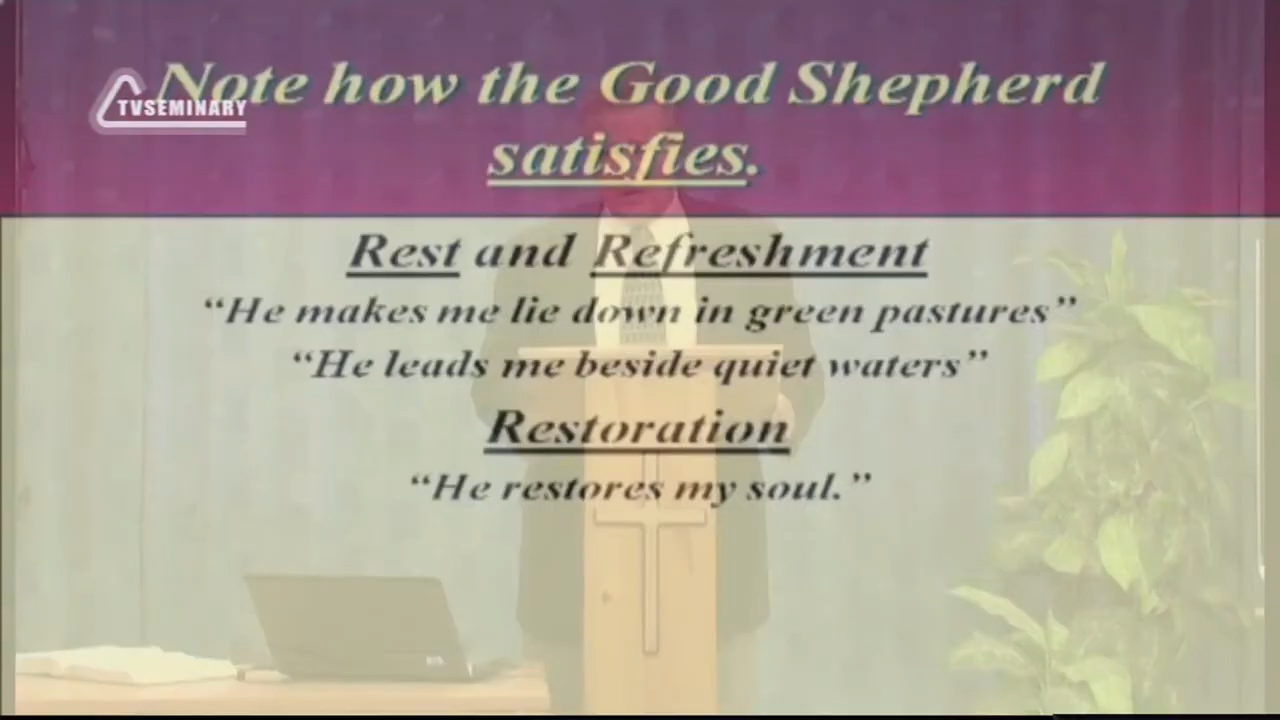 Note how the Good Shepherd
TVSEMINARY
satisfies.
Rest and Refreshment
“He makes me lie down in green pastures”
“He leads me beside quiet waters”
Restoration
“He restores my soul.”